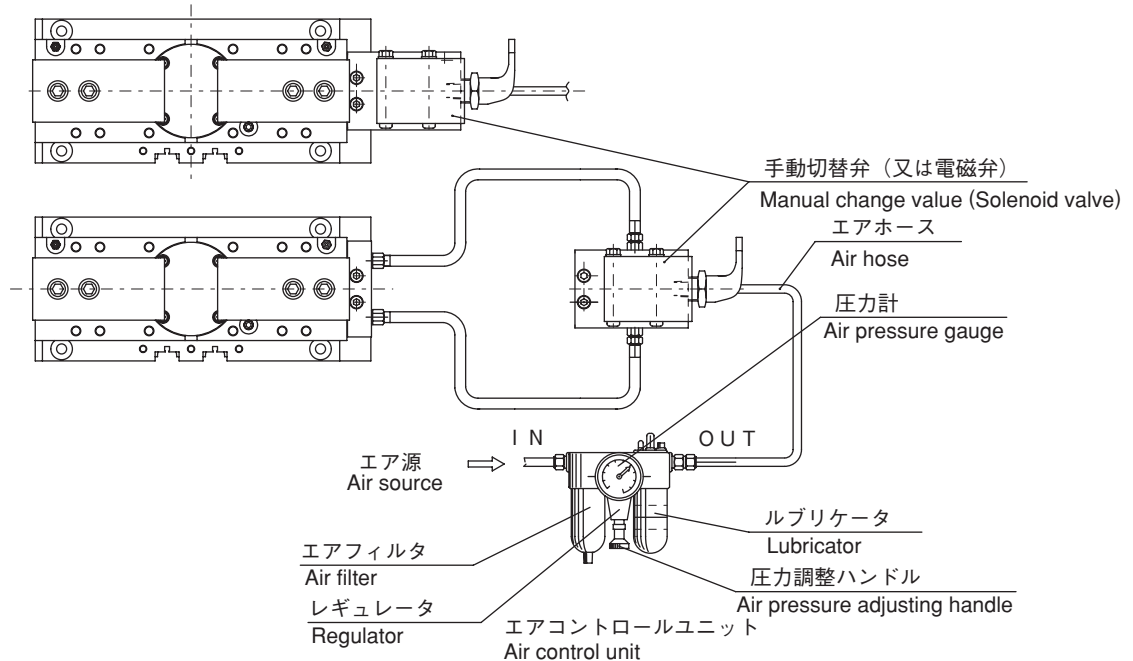 手動切替弁（又は電磁弁）
Manual change value (Solenoid valve)
エアホース
Air hose
圧力計
Air pressure gauge
IN
OUT
エア源
Air source
ルブリケータ
Lubricator
エアフィルタ
Air filter
圧力調整ハンドル
Air pressure adjusting handle
レギュレータ
Regulator
エアコントロールユニット
Air control unit